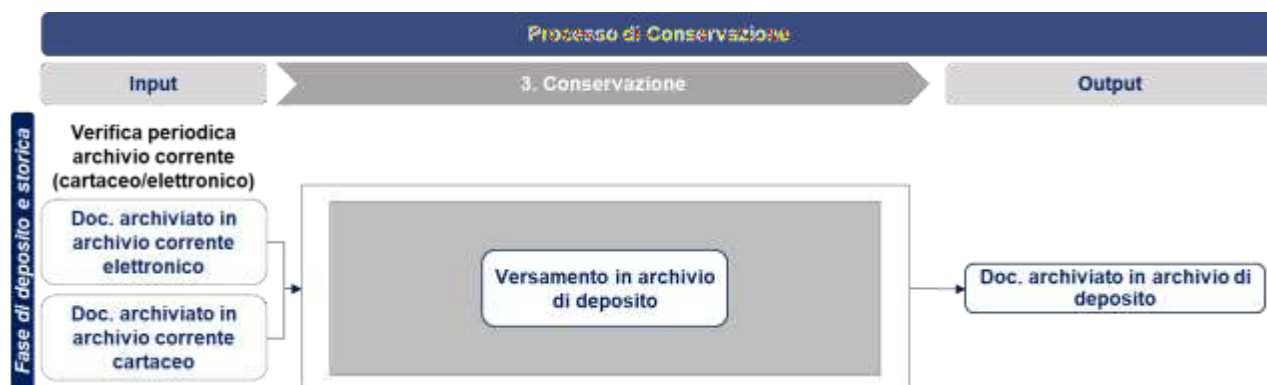 Processo di Conservazione
Input
3. Conservazione
Output
Fase di deposito e storica
Verifica periodica
archivio corrente
(cartaceo/elettronico)
Doc. archiviato in
archivio corrente
elettronico
Doc. archiviato in
archivio corrente
cartaceo
Versamento in archivio
di deposito
Doc. archiviato in archivio di
deposito